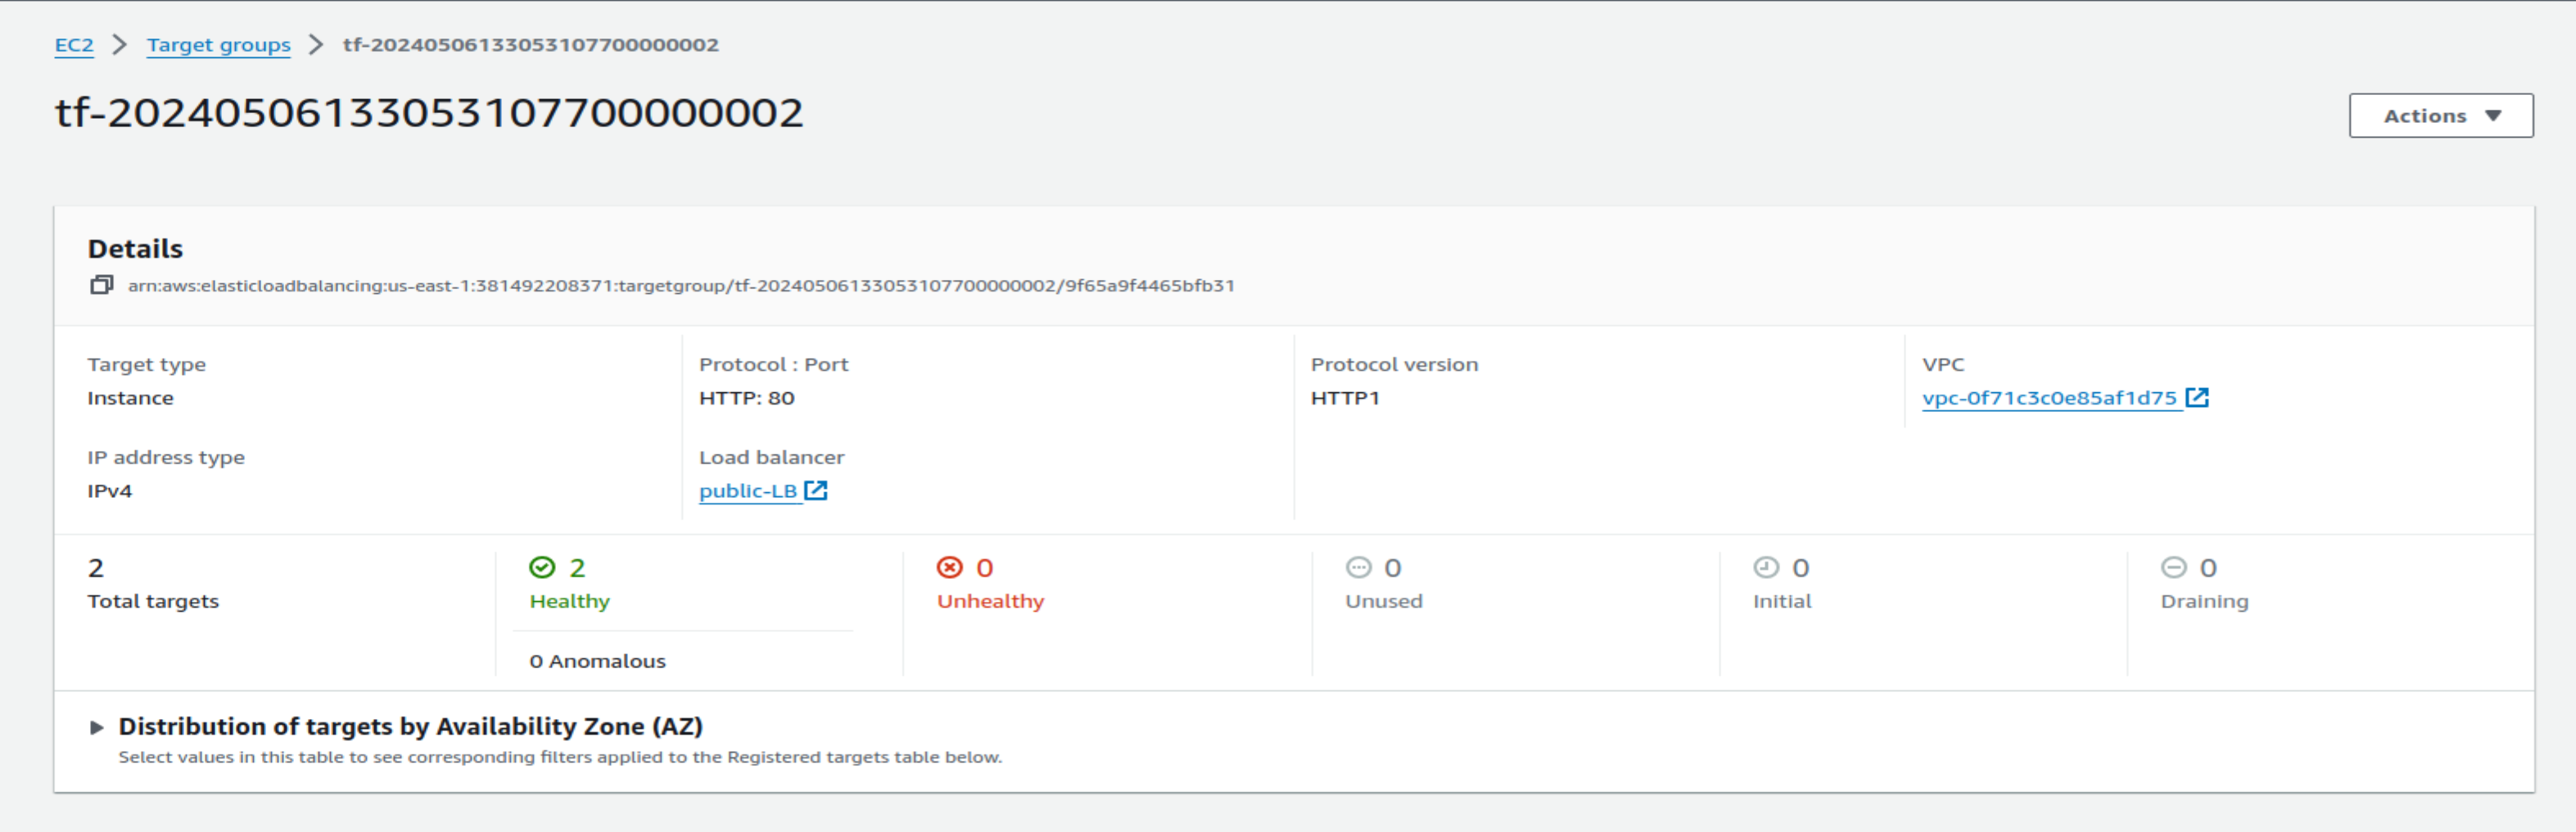 EC2 > Target groups > tf-20240506133053107700000002
tf-20240506133053107700000002
Actions
Details
arn:aws:elasticloadbalancing:us-east-1:381492208371:targetgroup/tf-20240506133053107700000002/9f65a9f4465bfb31
Target type
Instance
Protocol : Port
HTTP: 80
Protocol version
HTTP1
VPC
vpc-0f71c3c0e85af1d75
IP address type
IPv4
Load balancer
public-LB
2
Total targets
2
Healthy
0 Anomalous
0
Unhealthy
0
Unused
0
Initial
0
Draining
Distribution of targets by Availability Zone (AZ)
Select values in this table to see corresponding filters applied to the Registered targets table below.